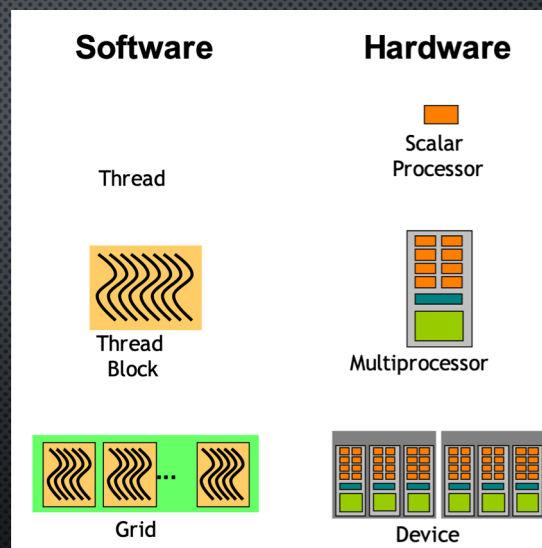 Software
Hardware
Scalar
Processor
Thread
Thread
Block
Multiprocessor
...
Grid
Device